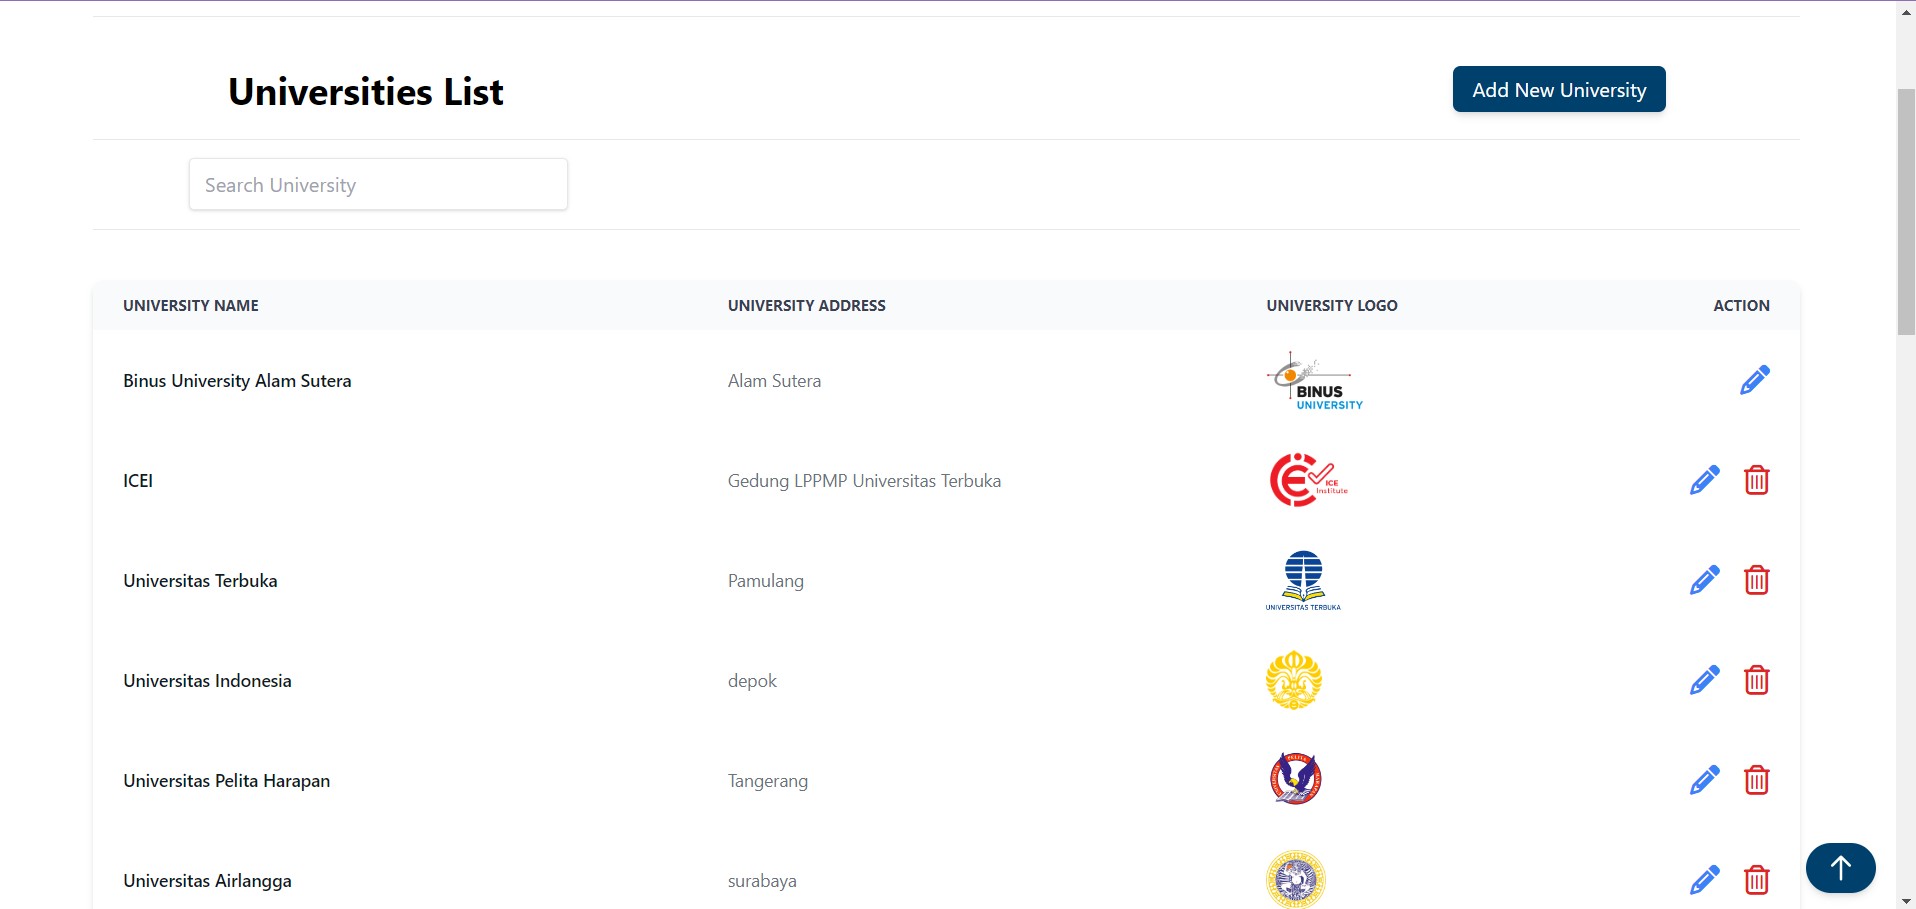 Universities List
Add New University
Search University
UNIVERSITY NAME UNIVERSITY ADDRESS UNIVERSITY LOGO ACTION
Binus University Alam Sutera Alam Sutera
BINUS
UNIVERSITY
ICEI Gedung LPPMP Universitas Terbuka
ICE
Institute
Universitas Terbuka Pamulang
UNIVERSITAS TERBUKA
Universitas Indonesia depok
Universitas Pelita Harapan Tangerang
Universitas Airlangga surabaya